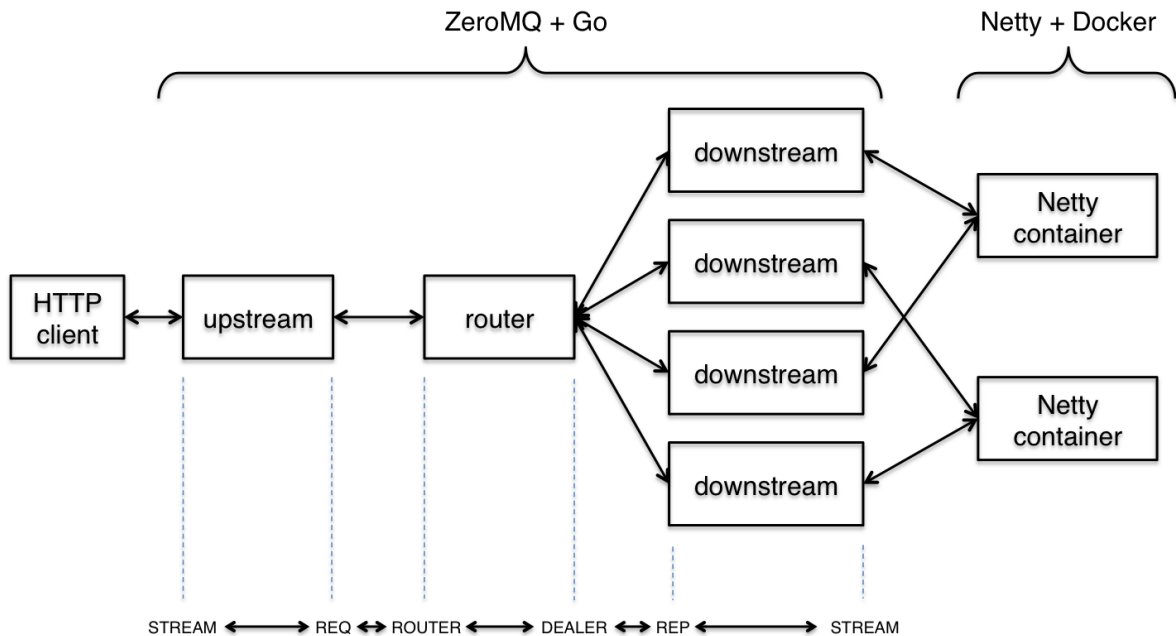 ZeroMQ + Go
Netty + Docker
downstream
downstream
downstream
downstream
Netty
container
Netty
container
HTTP
client
upstream
router
STREAM
REQ
ROUTER
DEALER
REP
STREAM